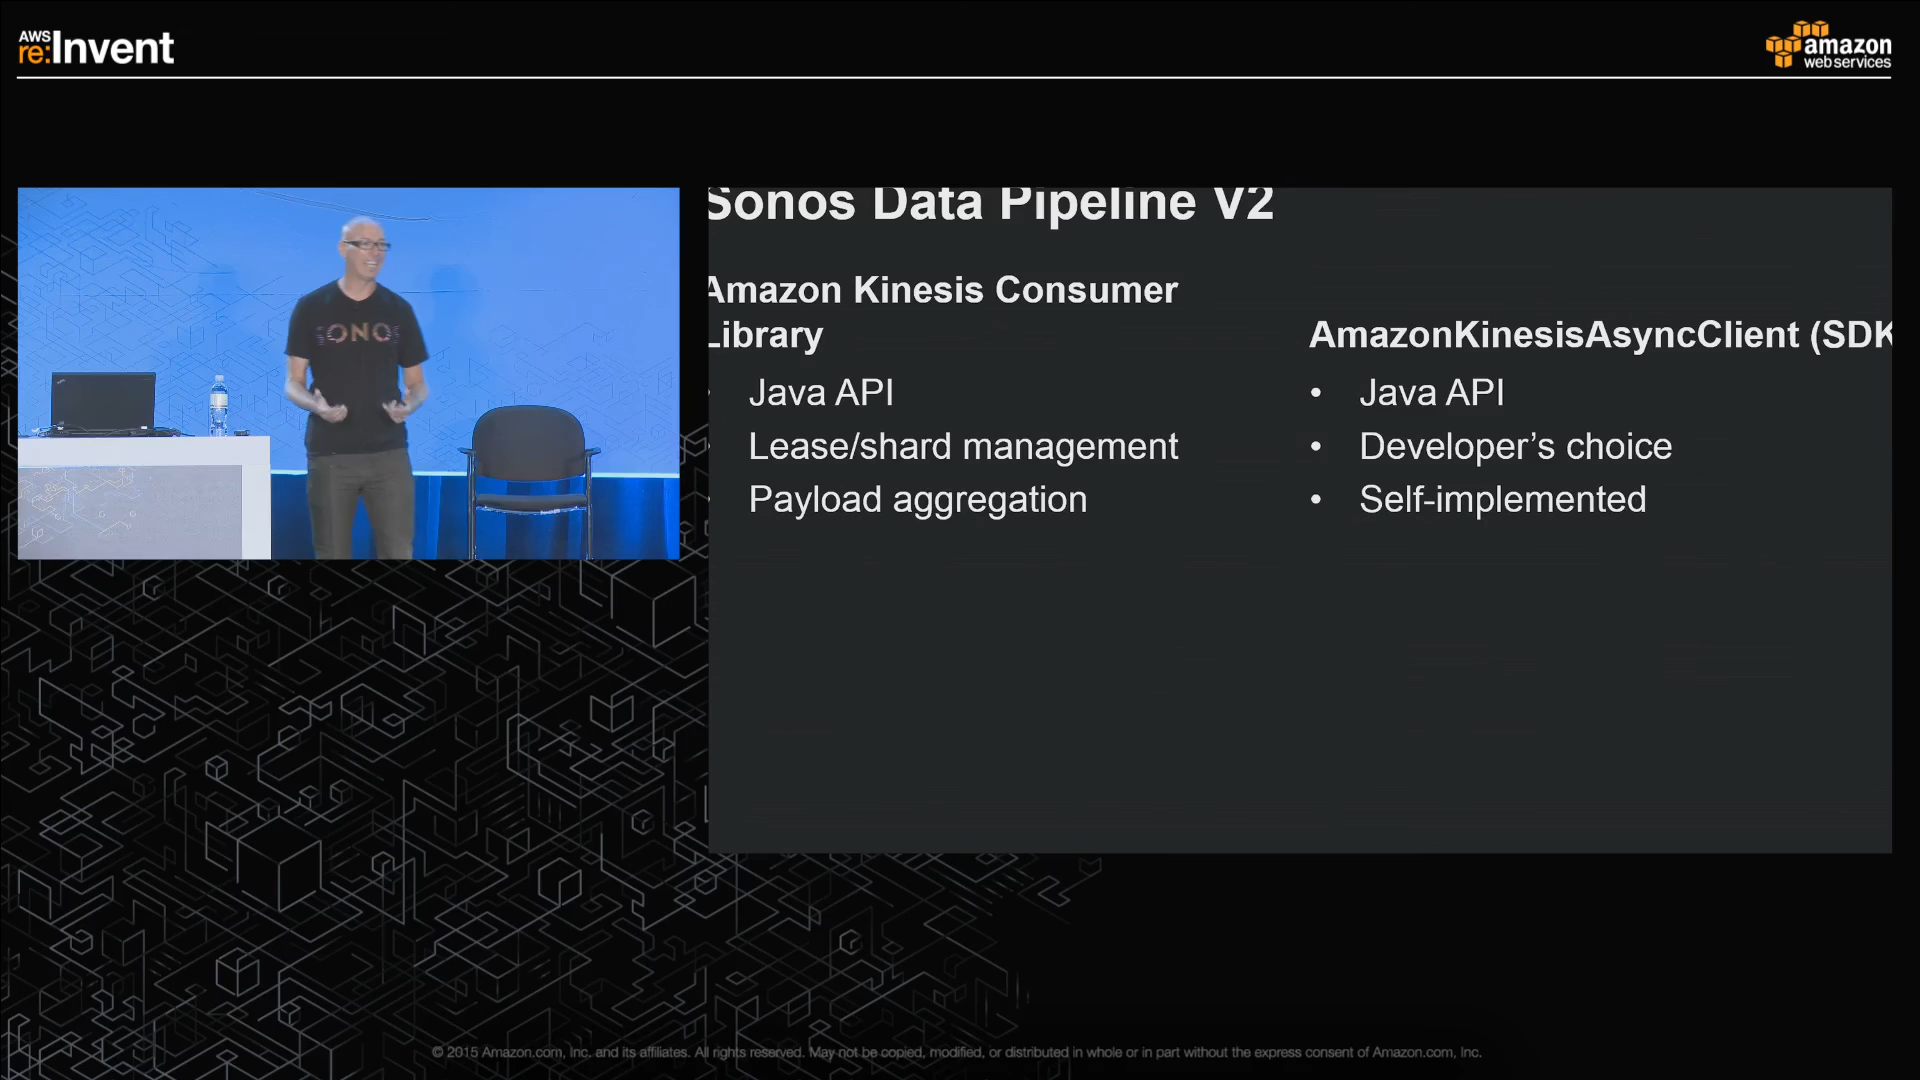 AWS
re:Invent
amazon
web services
Sonos Data Pipeline V2
Amazon Kinesis Consumer
Library
• Java API
• Lease/shard management
• Payload aggregation
AmazonKinesisAsyncClient (SDK
• Java API
• Developer’s choice
• Self-implemented
SONOS
© 2015 Amazon.com, Inc. and its affiliates. All rights reserved. May not be copied, modified, or distributed in whole or in part without the express consent of Amazon.com, Inc.